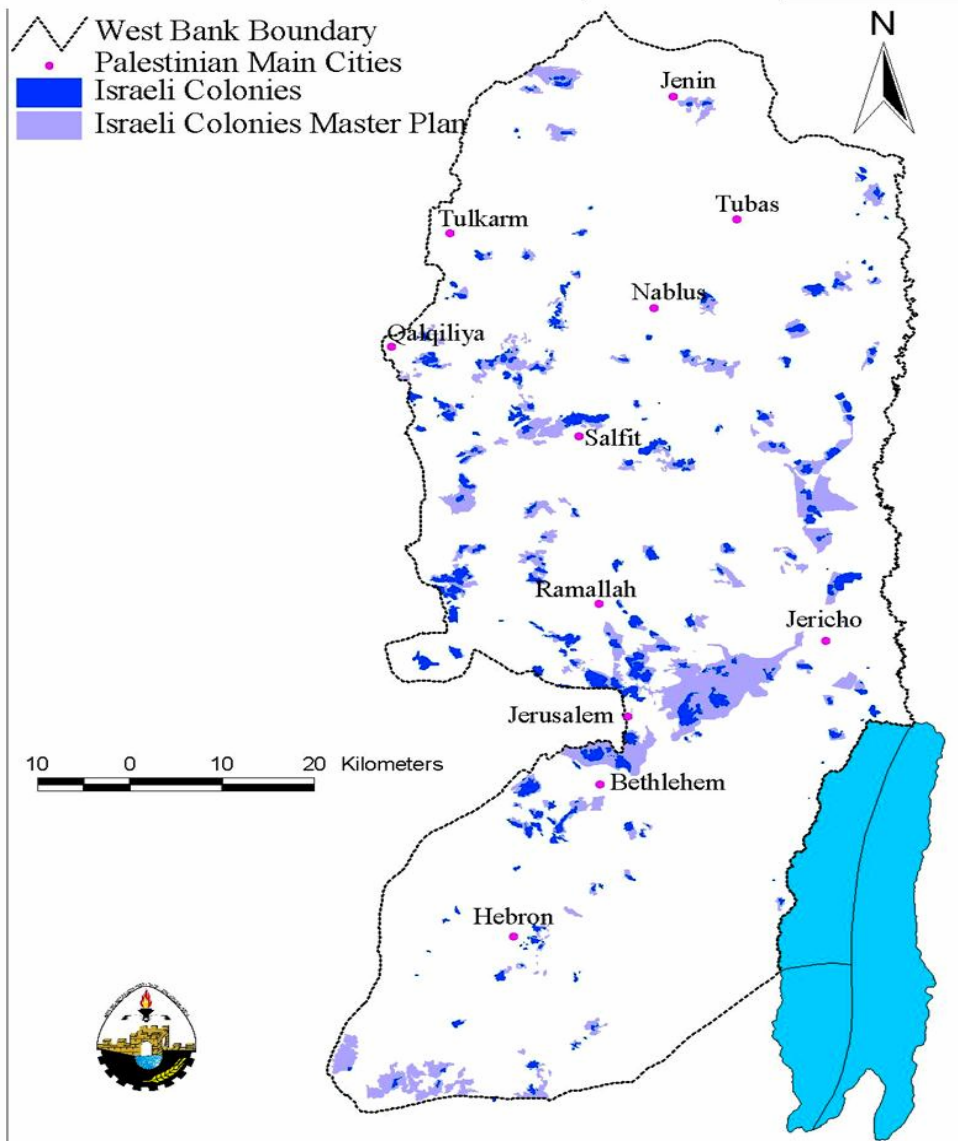 West Bank Boundary
Palestinian Main Cities
Israeli Colonies
Israeli Colonies Master Plan
N
Jenin
Tubas
Tulkarm
Nablus
Qalqiliya
Salfit
Ramallah
Jericho
Jerusalem
10 0 10 20 Kilometers
Bethlehem
Hebron